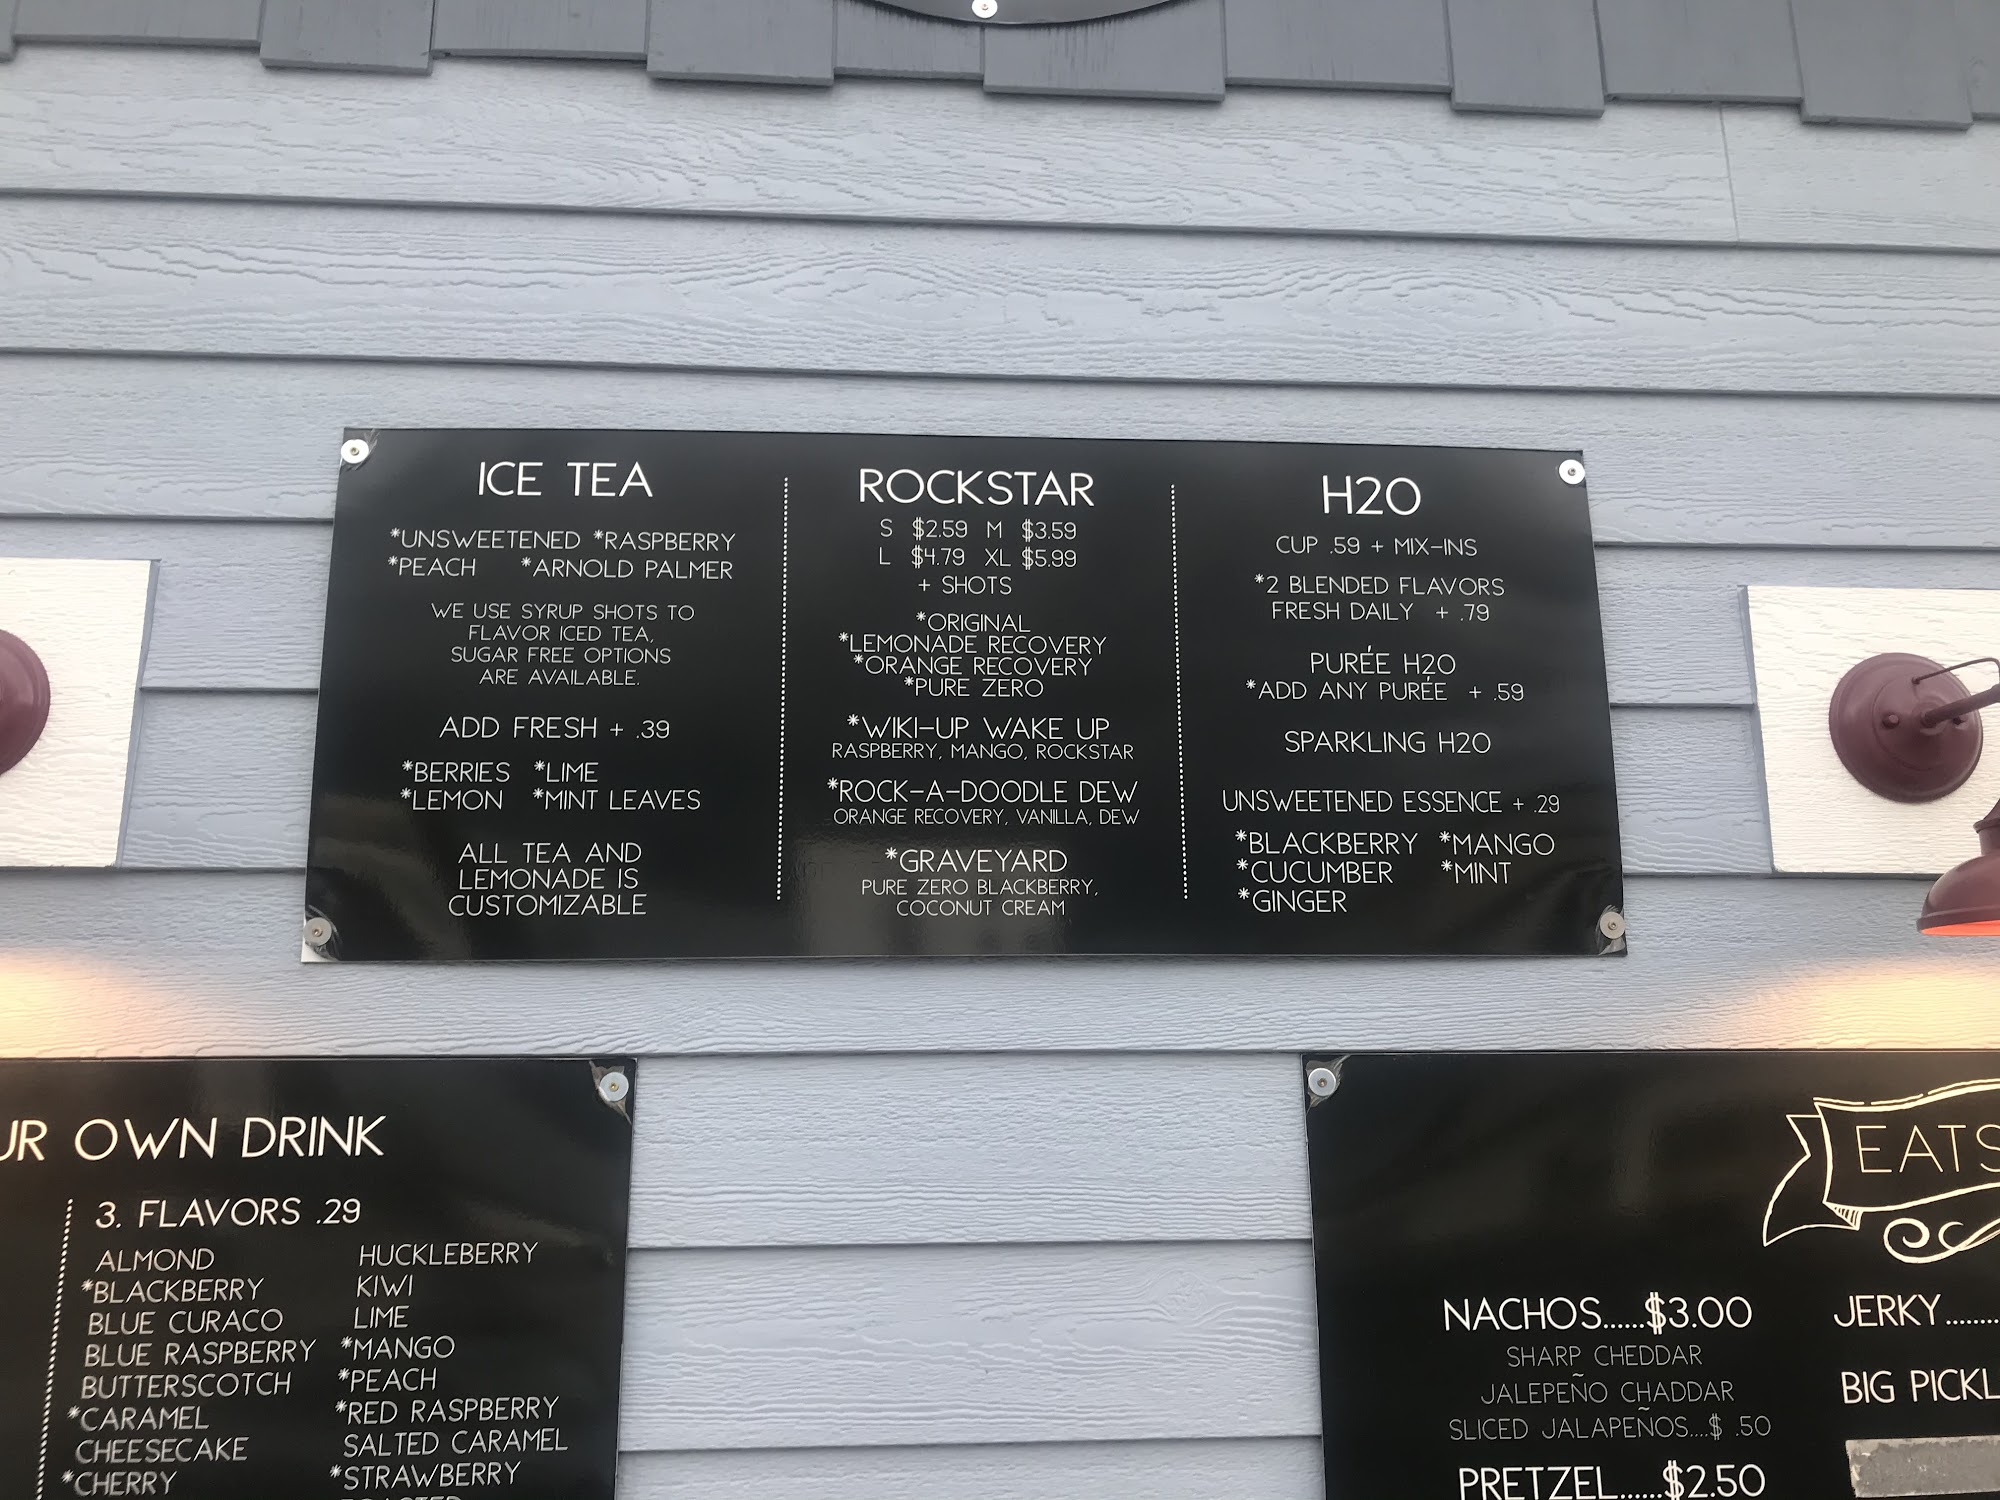 ICE TEA
*UNSWEETENED *RASPBERRY
*PEACH *ARNOLD PALMER
WE USE SYRUP SHOTS TO
FLAVOR ICED TEA,
SUGAR FREE OPTIONS
ARE AVAILABLE.
ADD FRESH + .39
*BERRIES *LIME
*LEMON *MINT LEAVES
ALL TEA AND
LEMONADE IS
CUSTOMIZABLE
ROCKSTAR
S $2.59 M $3.59
L $4.79 XL $5.99
+ SHOTS
*ORIGINAL
*LEMONADE RECOVERY
*ORANGE RECOVERY
*PURE ZERO
*WIKI-UP WAKE UP
RASPBERRY, MANGO, ROCKSTAR
*ROCK-A-DOODLE DEW
ORANGE RECOVERY, VANILLA, DEW
*GRAVEYARD
PURE ZERO BLACKBERRY,
COCONUT CREAM
H2O
CUP .59 + MIX-INS
*2 BLENDED FLAVORS
FRESH DAILY + .79
PURÉE H2O
*ADD ANY PURÉE + .59
SPARKLING H2O
UNSWEETENED ESSENCE + .29
*BLACKBERRY *MANGO
*CUCUMBER *MINT
*GINGER
UR OWN DRINK
3. FLAVORS .29
ALMOND
*BLACKBERRY
BLUE CURACO
BLUE RASPBERRY
BUTTERSCOTCH
*CARAMEL
CHEESECAKE
*CHERRY
HUCKLEBERRY
KIWI
LIME
*MANGO
*PEACH
*RED RASPBERRY
SALTED CARAMEL
*STRAWBERRY
EATS
NACHOS......$3.00
SHARP CHEDDAR
JALEPEÑO CHADDAR
SLICED JALAPEÑOS....$ .50
PRETZEL......$2.50
JERKY.........
BIG PICKL